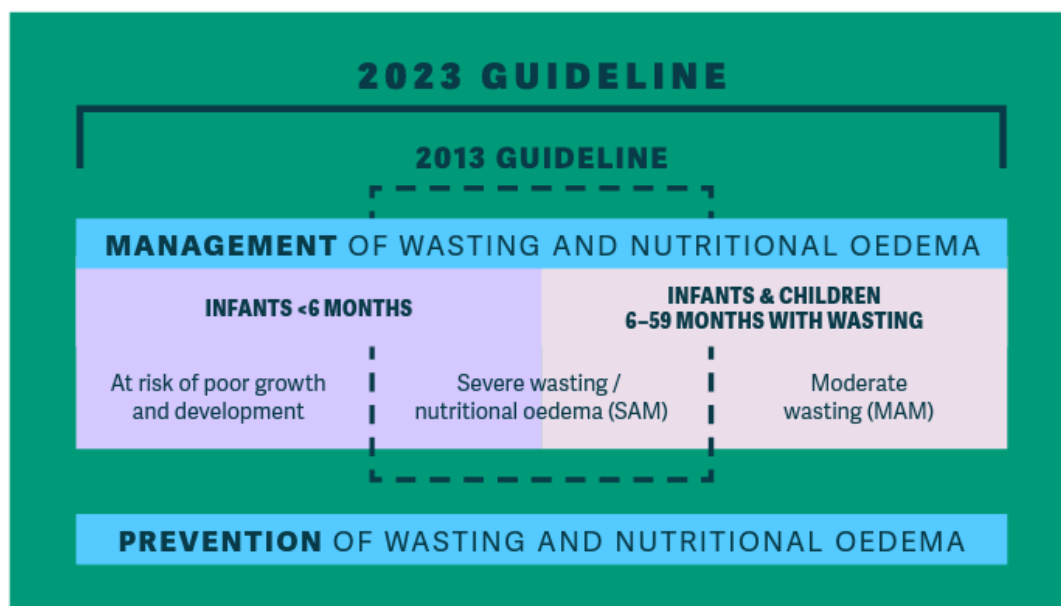 2023 GUIDELINE
2013 GUIDELINE
MANAGEMENT OF WASTING AND NUTRITIONAL OEDEMA
INFANTS <6 MONTHS
INFANTS & CHILDREN
6–59 MONTHS WITH WASTING
At risk of poor growth
and development
Severe wasting /
nutritional oedema (SAM)
Moderate
wasting (MAM)
PREVENTION OF WASTING AND NUTRITIONAL OEDEMA